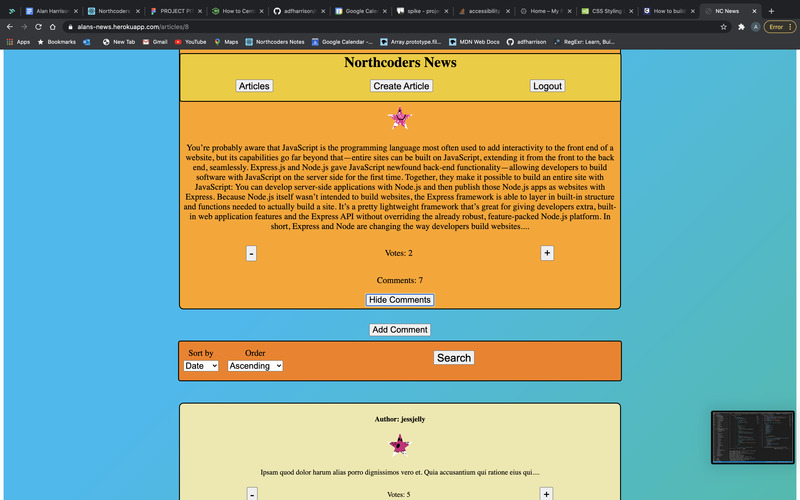 Alan Harrison
Northcoders
PROJECT PIT
How to Cente
adfharrison/
Google Calen
spike – proje
accessibility
Home – My N
CSS Styling
How to build
NC News
alans-news.herokuapp.com/articles/8
Error
Apps
Bookmarks
New Tab
Gmail
YouTube
Maps
Northcoders Notes
Google Calendar -...
Array.prototype.fil...
MDN Web Docs
adfharrison
RegExr: Learn, Bui...
Northcoders News
Articles
Create Article
Logout
You're probably aware that JavaScript is the programming language most often used to add interactivity to the front end of a
website, but its capabilities go far beyond that—entire sites can be built on JavaScript, extending it from the front to the back
end, seamlessly. Express.js and Node.js gave JavaScript newfound back-end functionality—allowing developers to build
software with JavaScript on the server side for the first time. Together, they make it possible to build an entire site with
JavaScript: You can develop server-side applications with Node.js and then publish those Node.js apps as websites with
Express. Because Node.js itself wasn't intended to build websites, the Express framework is able to layer in built-in structure
and functions needed to actually build a site. It's a pretty lightweight framework that's great for giving developers extra, built-
in web application features and the Express API without overriding the already robust, feature-packed Node.js platform. In
short, Express and Node are changing the way developers build websites....
- Votes: 2 +
Comments: 7
Hide Comments
Add Comment
Sort by Order
Date Ascending Search
Author: jessjelly
Ipsam quod dolor harum alias porro dignissimos vero et. Quia accusantium qui ratione eius qui....
- Votes: 5 +